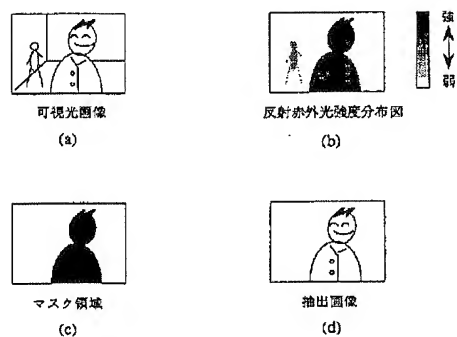 強
弱
可視光画像
(a)
反射赤外光強度分布図
(b)
マスク領域
(c)
抽出画像
(d)